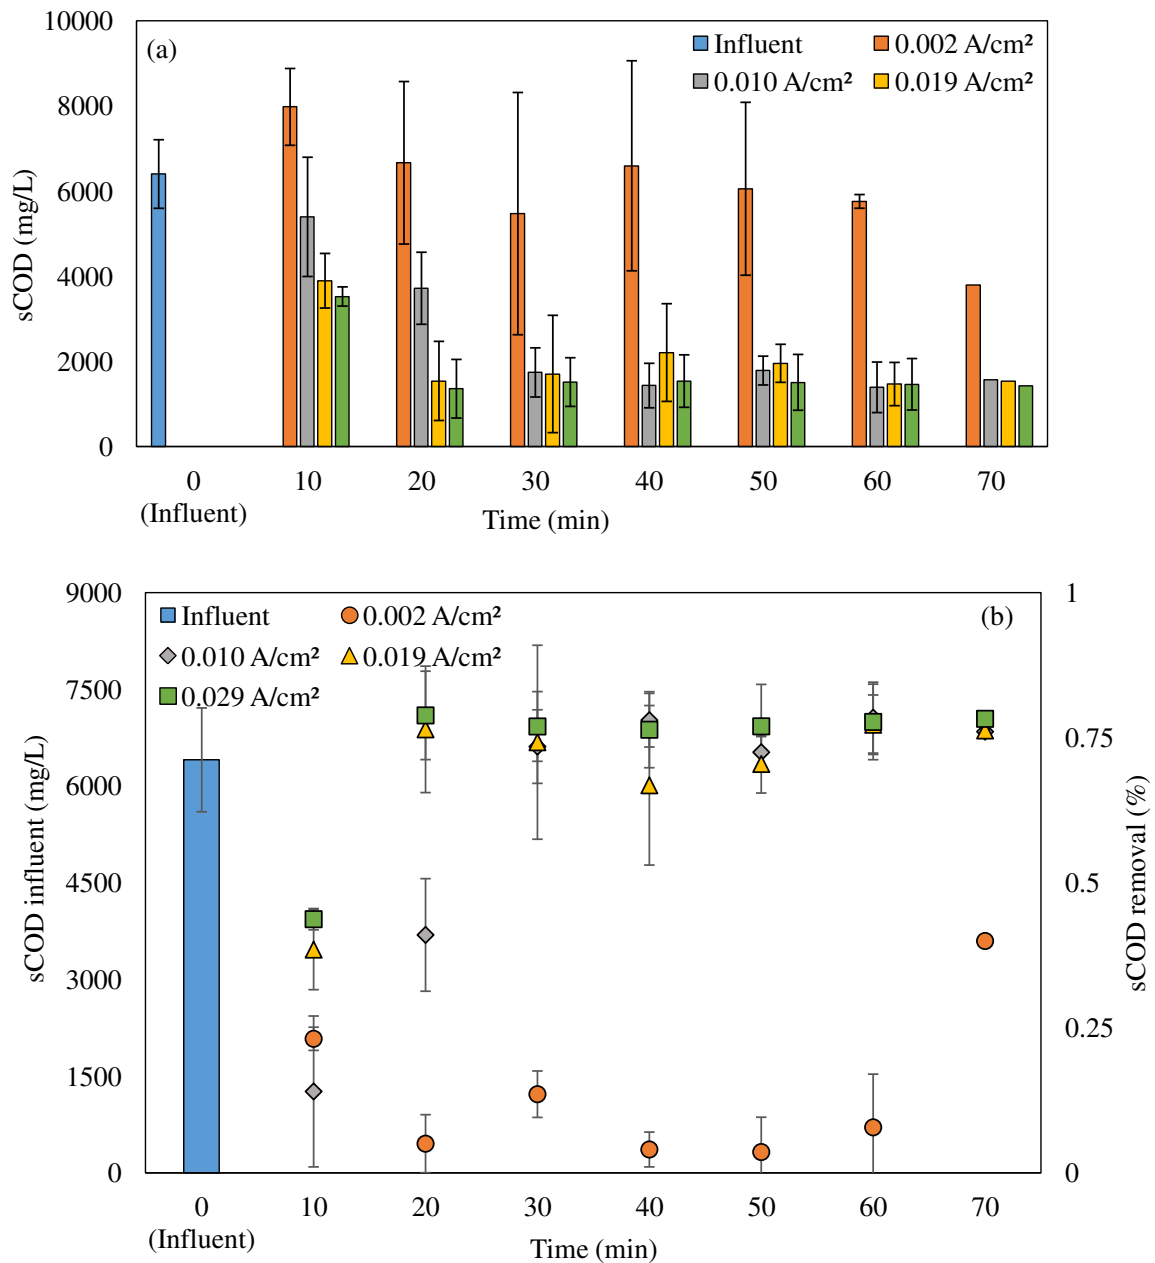 10000
(a)
Influent
0.002 A/cm²
0.010 A/cm²
0.019 A/cm²
8000
6000
4000
2000
0
sCOD (mg/L)
0
10
20
30
40
50
60
70
(Influent)
Time (min)
9000
1
Influent
0.002 A/cm²
(b)
0.010 A/cm²
0.019 A/cm²
0.029 A/cm²
7500
6000
4500
3000
1500
0
sCOD influent (mg/L)
0.75
0.5
0.25
0
sCOD removal (%)
0
10
20
30
40
50
60
70
(Influent)
Time (min)